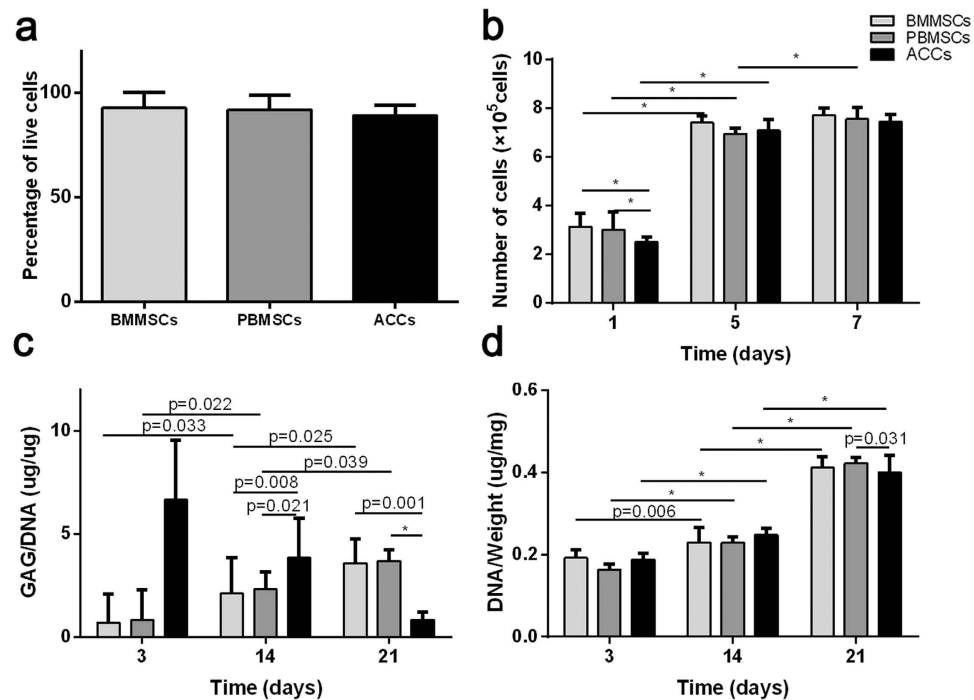 a
Percentage of live cells
100
50
0
BMMSCs PBMSCs ACCs
b
BMMSCs
PBMSCs
ACCs
Number of cells (×10⁵cells)
10
8
6
4
2
0
*
*
*
*
*
*
1 5 7
Time (days)
c
GAG/DNA (ug/ug)
10
5
0
p=0.022
p=0.033
p=0.025
p=0.039
p=0.008
p=0.021
p=0.001
*
3 14 21
Time (days)
d
DNA/Weight (ug/mg)
0.6
0.4
0.2
0.0
*
*
*
p=0.031
*
*
p=0.006
3 14 21
Time (days)